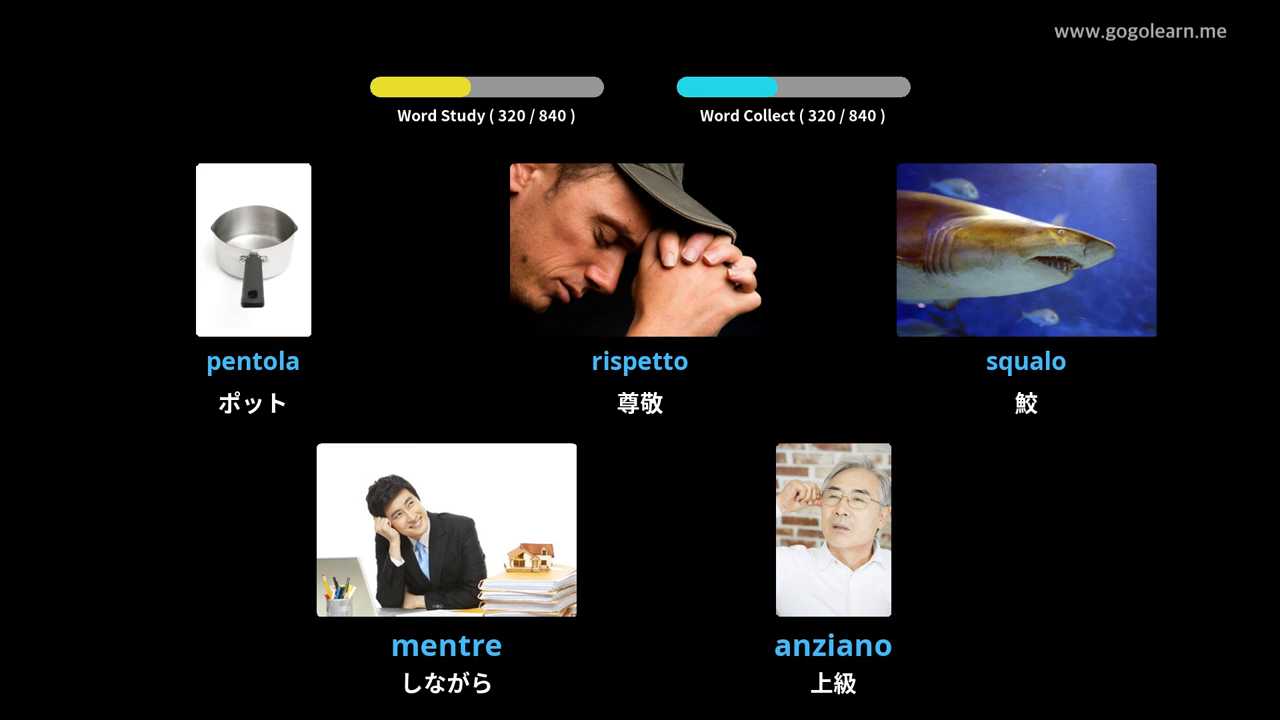 www.gogolearn.me
Word Study ( 320 / 840 )
Word Collect ( 320 / 840 )
pentola
ポット
rispetto
尊敬
squalo
鮫
mentre
しながら
anziano
上級